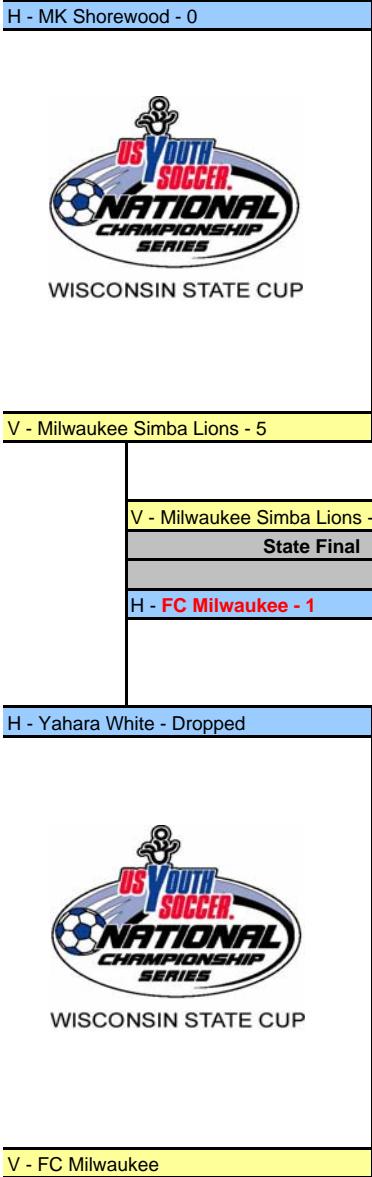 H - MK Shorewood - 0
US YOUTH
SOCCER.
NATIONAL
CHAMPIONSHIP
SERIES
WISCONSIN STATE CUP
V - Milwaukee Simba Lions - 5
V - Milwaukee Simba Lions -
State Final
H - FC Milwaukee - 1
H - Yahara White - Dropped
US YOUTH
SOCCER.
NATIONAL
CHAMPIONSHIP
SERIES
WISCONSIN STATE CUP
V - FC Milwaukee